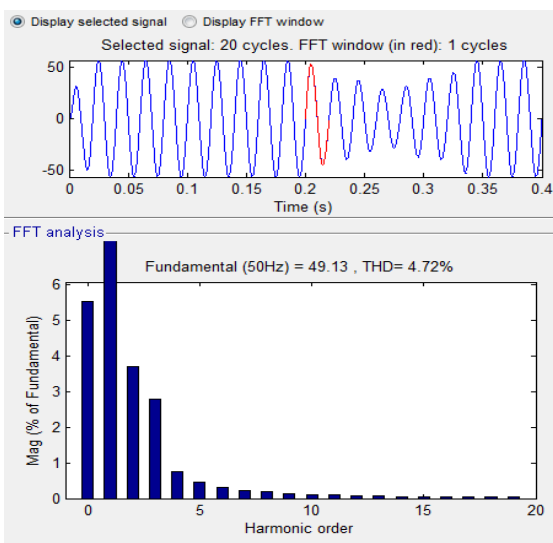 Display selected signal Display FFT window
Selected signal: 20 cycles. FFT window (in red): 1 cycles
50
0
-50
0 0.05 0.1 0.15 0.2 0.25 0.3 0.35 0.4
Time (s)
FFT analysis
Fundamental (50Hz) = 49.13 , THD= 4.72%
Mag (% of Fundamental)
6
5
4
3
2
1
0
0 5 10 15 20
Harmonic order